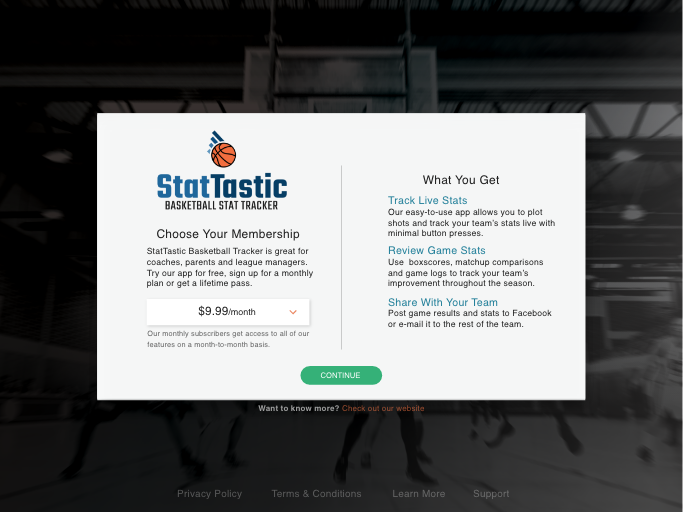 StatTastic
BASKETBALL STAT TRACKER
Choose Your Membership
StatTastic Basketball Tracker is great for
coaches, parents and league managers.
Try our app for free, sign up for a monthly
plan or get a lifetime pass.
$9.99/month
Our monthly subscribers get access to all of our
features on a month-to-month basis.
What You Get
Track Live Stats
Our easy-to-use app allows you to plot
shots and track your team's stats live with
minimal button presses.
Review Game Stats
Use  boxscores, matchup comparisons
and game logs to track your team's
improvement throughout the season.
Share With Your Team
Post game results and stats to Facebook
or e-mail it to the rest of the team.
CONTINUE
Want to know more? Check out our website
Privacy Policy Terms & Conditions Learn More Support